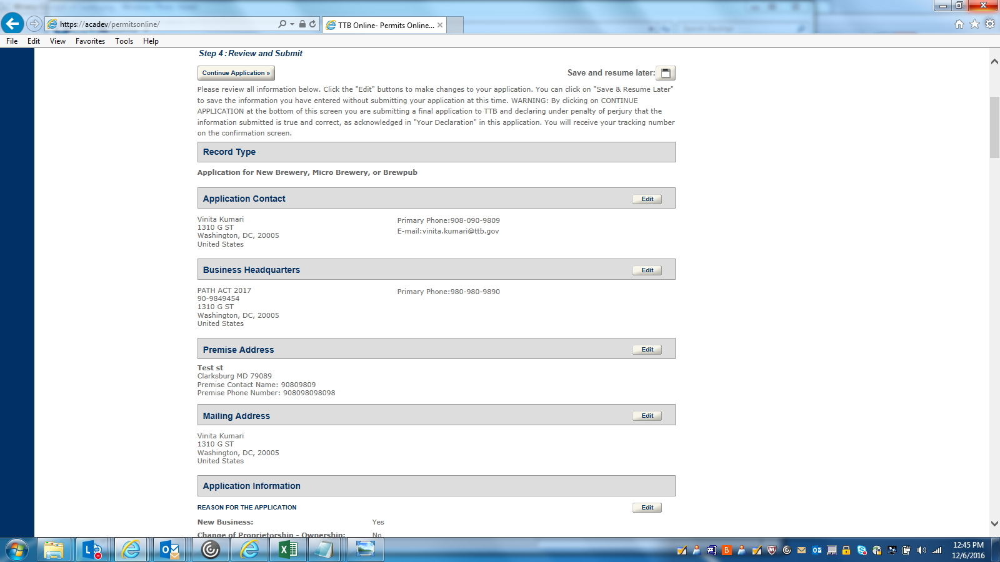 https://acadev/permitsonline/
TTB Online- Permits Online...
File Edit View Favorites Tools Help
Step 4 : Review and Submit
Continue Application »
Save and resume later:
Please review all information below. Click the "Edit" buttons to make changes to your application. You can click on "Save & Resume Later"
to save the information you have entered without submitting your application at this time. WARNING: By clicking on CONTINUE
APPLICATION at the bottom of this screen you are submitting a final application to TTB and declaring under penalty of perjury that the
information submitted is true and correct, as acknowledged in "Your Declaration" in this application. You will receive your tracking number
on the confirmation screen.
Record Type
Application for New Brewery, Micro Brewery, or Brewpub
Application Contact
Edit
Vinita Kumari
1310 G ST
Washington, DC, 20005
United States
Primary Phone:908-090-9809
E-mail:vinita.kumari@ttb.gov
Business Headquarters
Edit
PATH ACT 2017
90-9849454
1310 G ST
Washington, DC, 20005
United States
Primary Phone:980-980-9890
Premise Address
Edit
Test st
Clarksburg MD 79089
Premise Contact Name: 90809809
Premise Phone Number: 908098098098
Mailing Address
Edit
Vinita Kumari
1310 G ST
Washington, DC, 20005
United States
Application Information
REASON FOR THE APPLICATION
Edit
New Business: Yes
Change of Proprietorship - Ownership: No
12:45 PM
12/6/2016